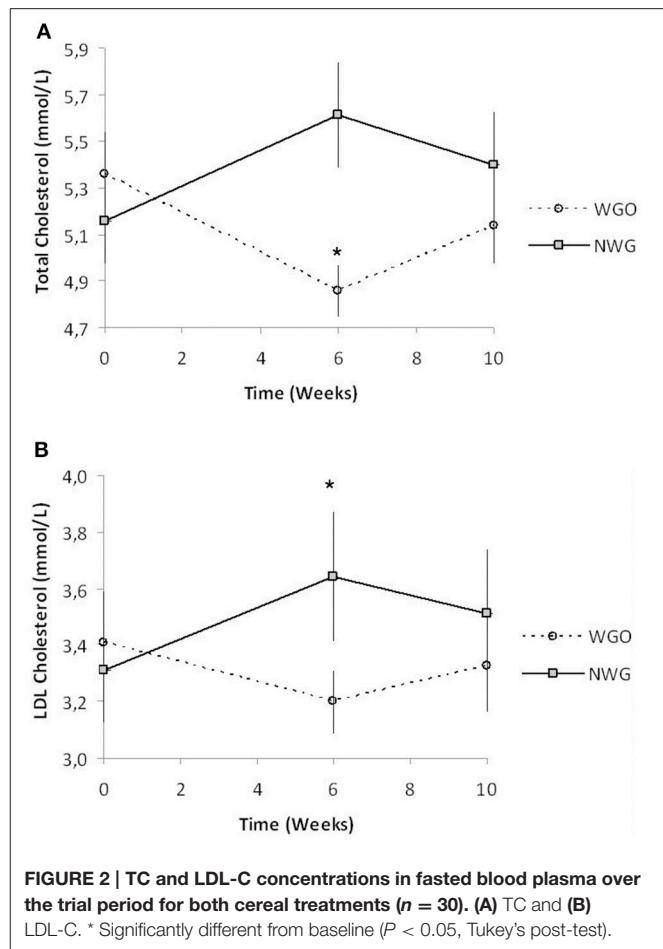 A
5,9
5,7
5,5
5,3
5,1
4,9
4,7
Total Cholesterol (mmol/L)
*
0 2 4 6 8 10
Time (Weeks)
WGO
NWG
B
4,0
3,8
3,6
3,4
3,2
3,0
LDL Cholesterol (mmol/L)
*
0 2 4 6 8 10
Time (Weeks)
WGO
NWG
FIGURE 2 | TC and LDL-C concentrations in fasted blood plasma over
the trial period for both cereal treatments (n = 30). (A) TC and (B)
LDL-C. * Significantly different from baseline (P < 0.05, Tukey's post-test).